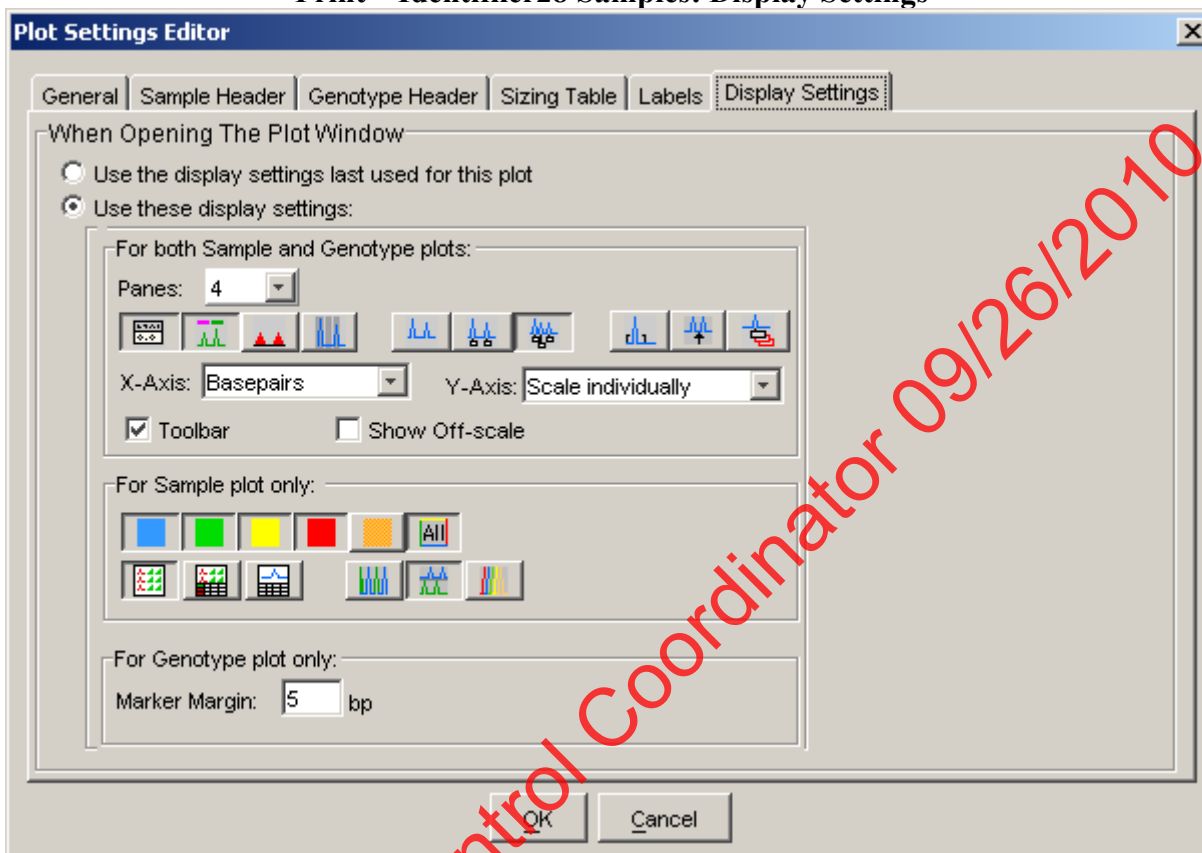 Plot Settings Editor
General Sample Header Genotype Header Sizing Table Labels Display Settings
When Opening The Plot Window
Use the display settings last used for this plot
Use these display settings:
For both Sample and Genotype plots:
Panes: 4
X-Axis: Basepairs Y-Axis: Scale individually
Toolbar Show Off-scale
For Sample plot only:
All
For Genotype plot only:
Marker Margin: 5 bp
OK Cancel
Coordinator 09/26/2010